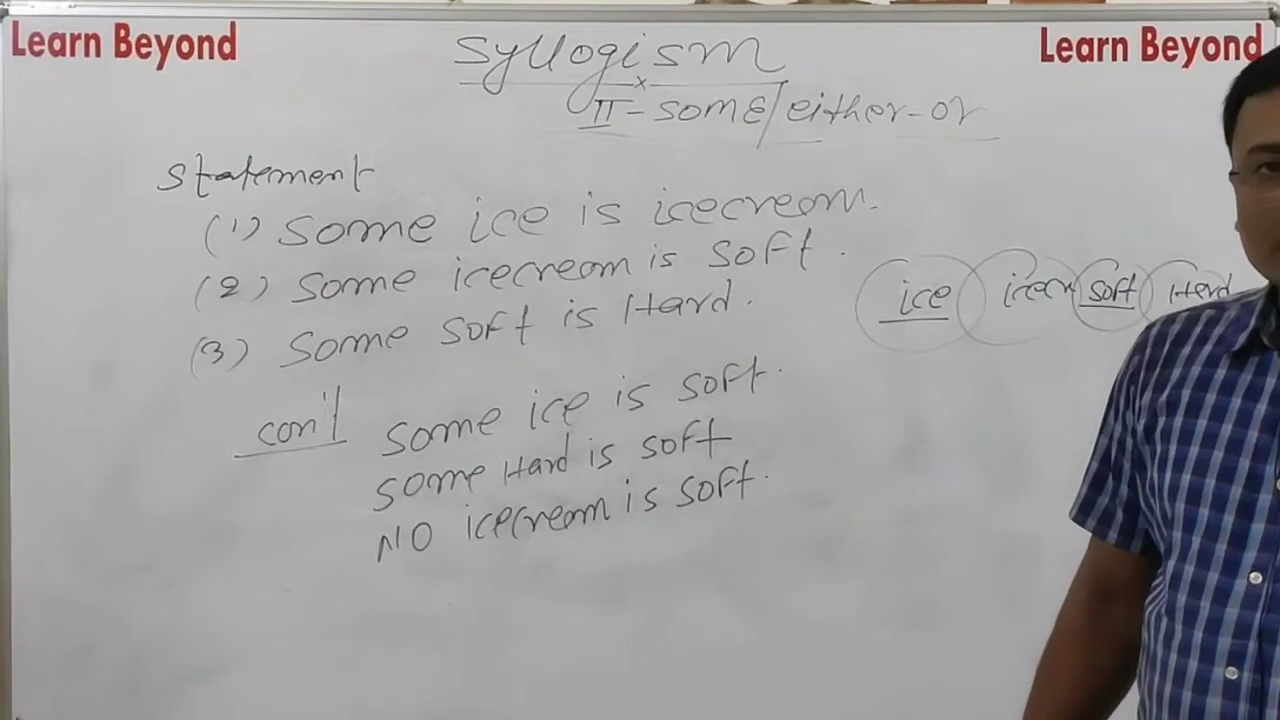 Learn Beyond
Learn Beyond
Syllogism
II - some/either-or
Statement
(1) Some ice is icecream.
(2) Some icecream is soft.
(3) Some soft is Hard.
ice icecr soft Hard
con'l Some ice is soft.
some Hard is soft
NO icecream is soft.